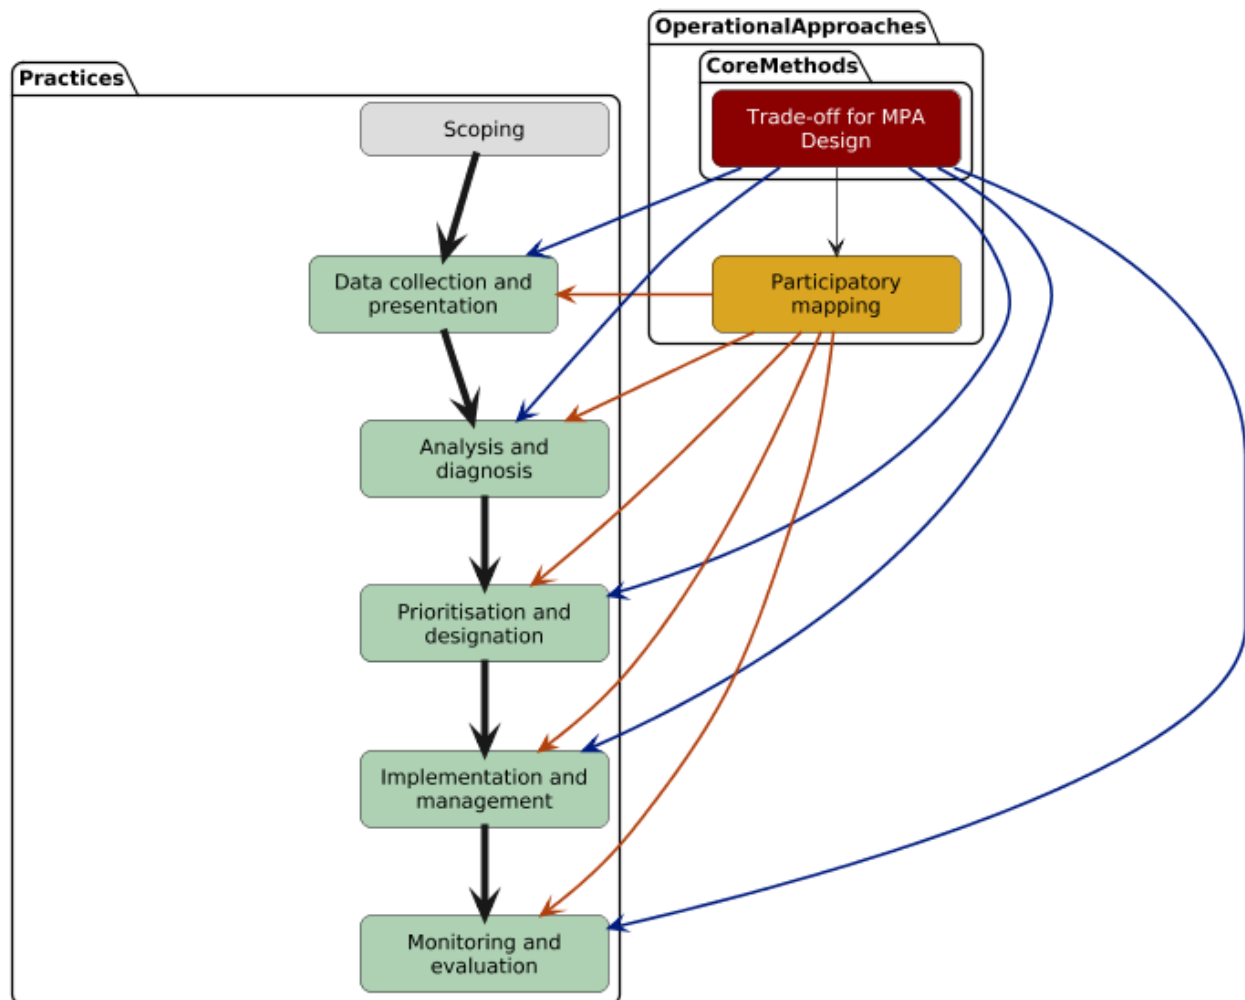 OperationalApproaches
CoreMethods
Trade-off for MPA
Design
Participatory
mapping
Practices
Scoping
Data collection and
presentation
Analysis and
diagnosis
Prioritisation and
designation
Implementation and
management
Monitoring and
evaluation